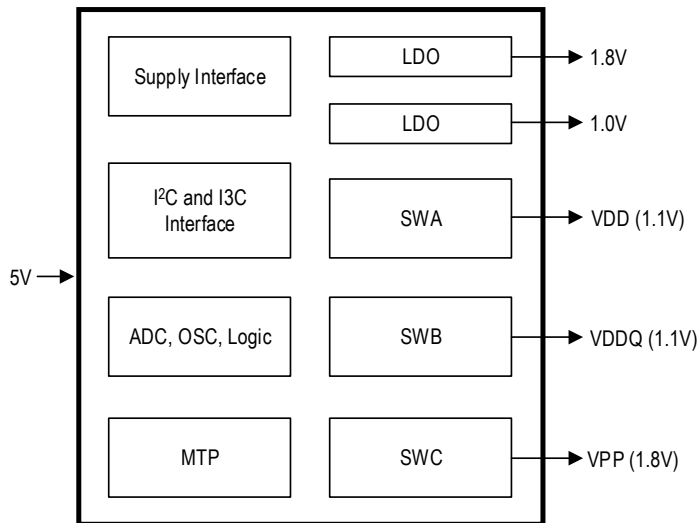 Supply Interface
LDO
1.8V
LDO
1.0V
I²C and I3C
Interface
SWA
VDD (1.1V)
5V
ADC, OSC, Logic
SWB
VDDQ (1.1V)
MTP
SWC
VPP (1.8V)